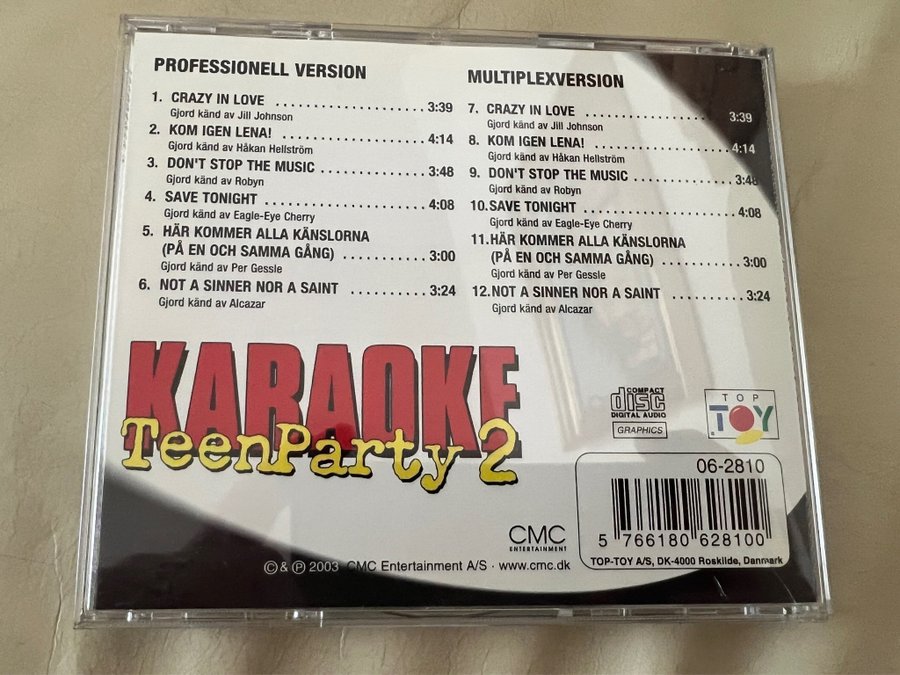 PROFESSIONELL VERSION
1. CRAZY IN LOVE ........................ 3:39
Gjord känd av Jill Johnson
2. KOM IGEN LENA! ........................ 4:14
Gjord känd av Håkan Hellström
3. DON'T STOP THE MUSIC ................ 3:48
Gjord känd av Robyn
4. SAVE TONIGHT ........................ 4:08
Gjord känd av Eagle-Eye Cherry
5. HÄR KOMMER ALLA KÄNSLORNA
(PÅ EN OCH SAMMA GÅNG) ............. 3:00
Gjord känd av Per Gessle
6. NOT A SINNER NOR A SAINT ........... 3:24
Gjord känd av Alcazar
MULTIPLEXVERSION
7. CRAZY IN LOVE ........................ 3:39
Gjord känd av Jill Johnson
8. KOM IGEN LENA! ........................ 4:14
Gjord känd av Håkan Hellström
9. DON'T STOP THE MUSIC ................ 3:48
Gjord känd av Robyn
10. SAVE TONIGHT ........................ 4:08
Gjord känd av Eagle-Eye Cherry
11. HÄR KOMMER ALLA KÄNSLORNA
(PÅ EN OCH SAMMA GÅNG) ............. 3:00
Gjord känd av Per Gessle
12. NOT A SINNER NOR A SAINT .......... 3:24
Gjord känd av Alcazar
KARAOKE
TeenParty 2
COMPACT
disc
DIGITAL AUDIO
GRAPHICS
TOP
TOY
06-2810
5 766180 628100
TOP-TOY A/S, DK-4000 Roskilde, Danmark
CMC
ENTERTAINMENT
© & ℗ 2003 CMC Entertainment A/S · www.cmc.dk